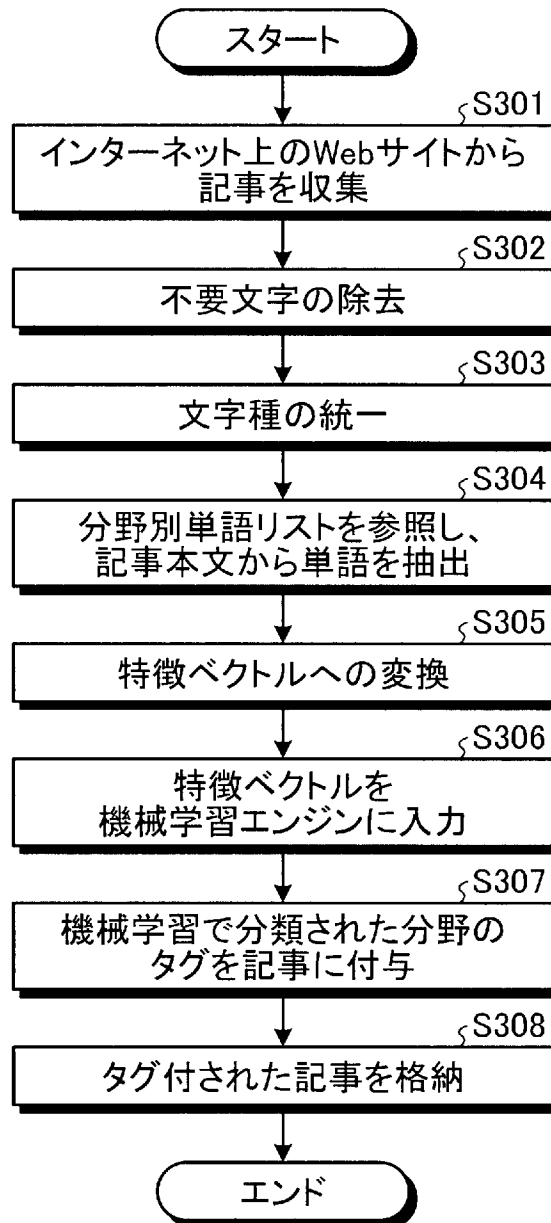 スタート
S301
インターネット上のWebサイトから
記事を収集
S302
不要文字の除去
S303
文字種の統一
S304
分野別単語リストを参照し、
記事本文から単語を抽出
S305
特徴ベクトルへの変換
S306
特徴ベクトルを
機械学習エンジンに入力
S307
機械学習で分類された分野の
タグを記事に付与
S308
タグ付された記事を格納
エンド